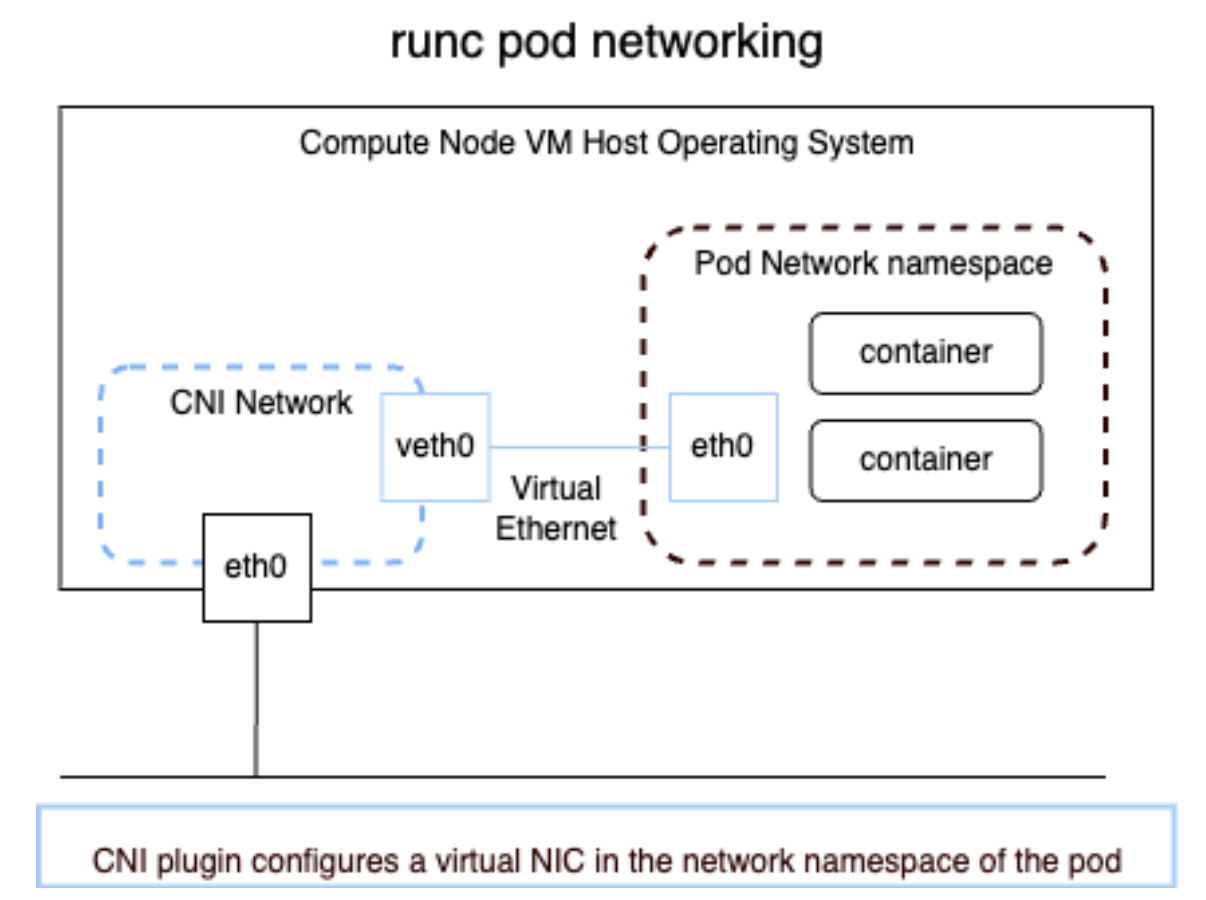 runc pod networking
Compute Node VM Host Operating System
Pod Network namespace
container
CNI Network
veth0
eth0
container
Virtual
Ethernet
eth0
CNI plugin configures a virtual NIC in the network namespace of the pod